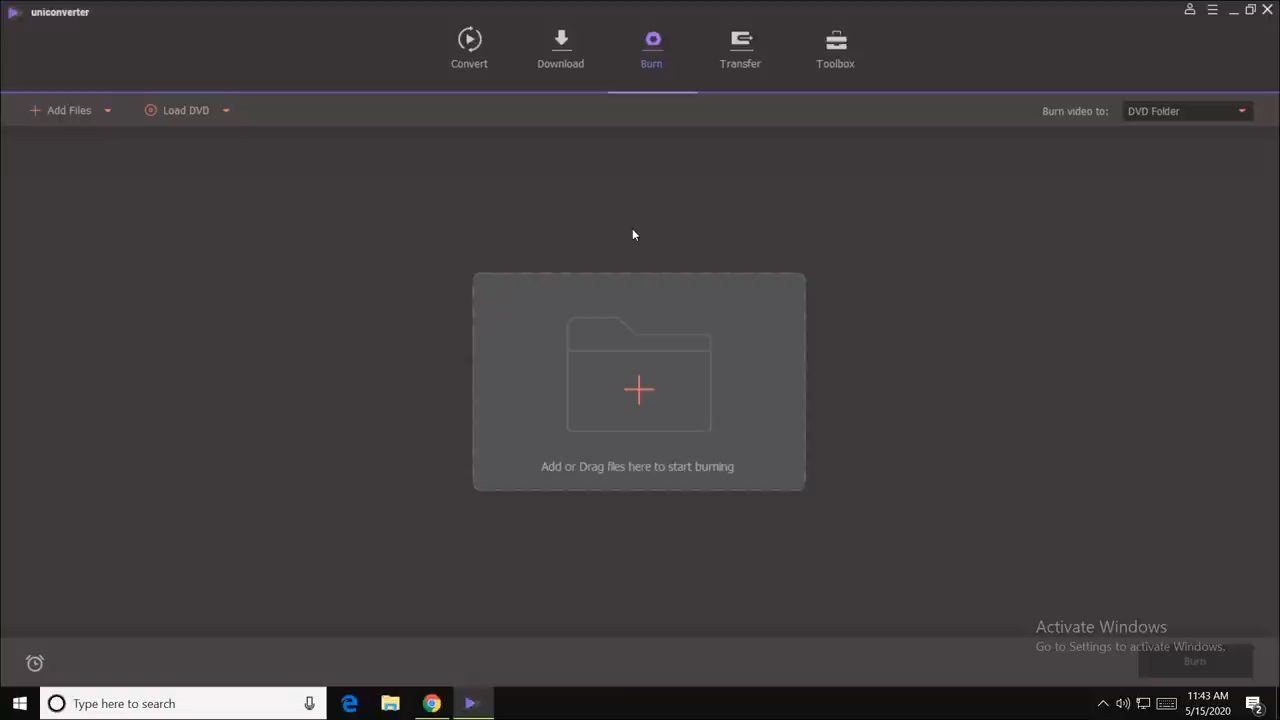 uniconverter
Convert
Download
Burn
Transfer
Toolbox
Add Files
Load DVD
Burn video to:
DVD Folder
Add or Drag files here to start burning
Activate Windows
Go to Settings to activate Windows.
Burn
Type here to search
11:43 AM
5/15/2020
2